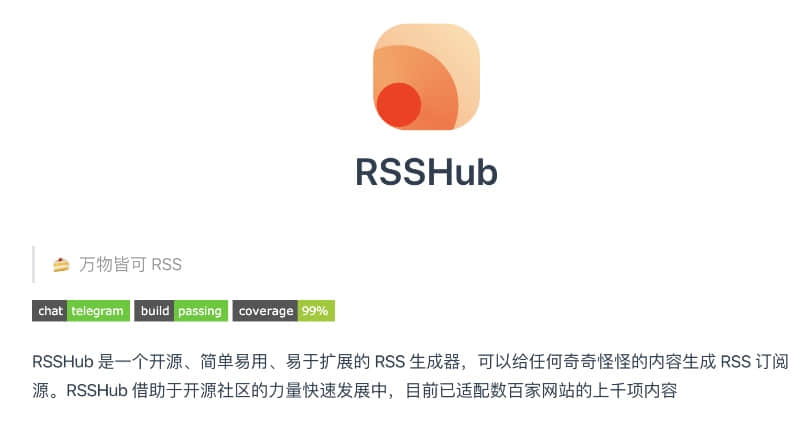 RSSHub
🍰 万物皆可 RSS
chat telegram build passing coverage 99%
RSSHub 是一个开源、简单易用、易于扩展的 RSS 生成器，可以给任何奇奇怪怪的内容生成 RSS 订阅
源。RSSHub 借助于开源社区的力量快速发展中，目前已适配数百家网站的上千项内容